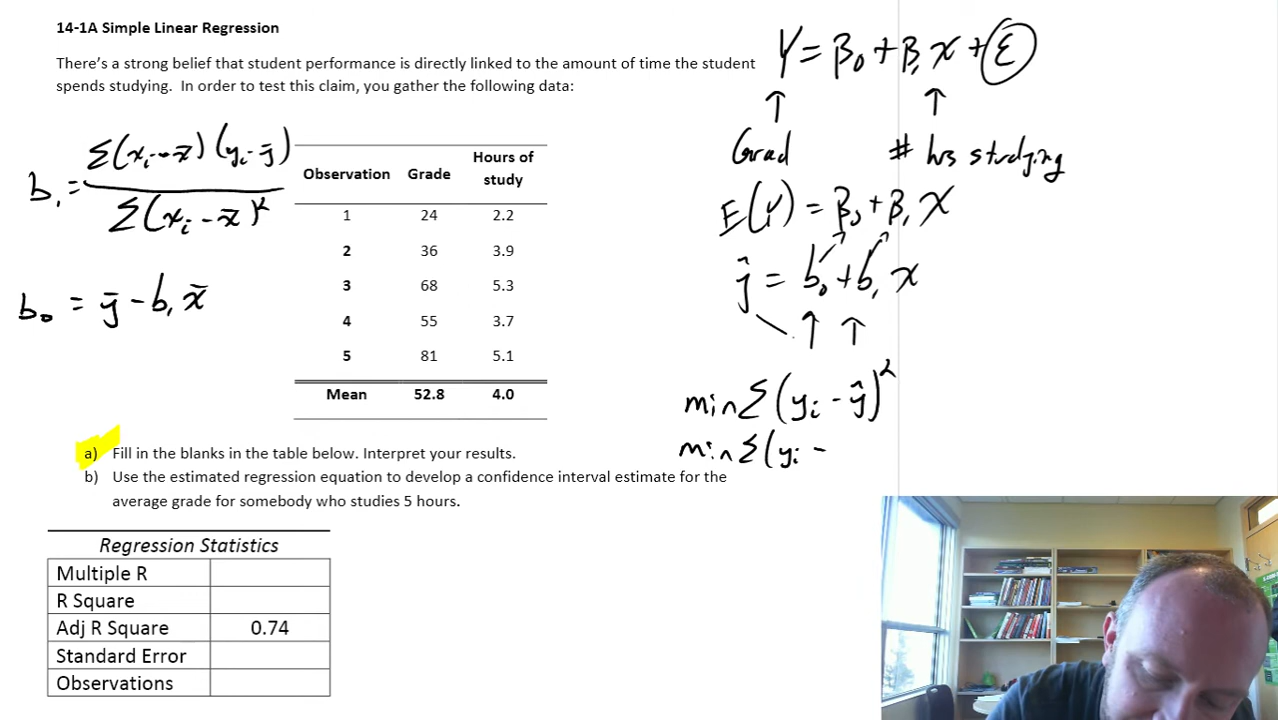 14-1A Simple Linear Regression
There's a strong belief that student performance is directly linked to the amount of time the student
spends studying. In order to test this claim, you gather the following data:
Y = β₀ + β₁ x + ε
↑ ↑
Grad # hrs studying
E(Y) = β₀ + β₁ x
ŷ = b₀ + b₁ x
↑ ↑
min Σ (yᵢ - ŷ)²
min Σ (yᵢ -
b₁ = Σ(xᵢ - x̄)(yᵢ - ȳ)
Σ(xᵢ - x̄)²
b₀ = ȳ - b₁ x̄
Observation Grade Hours of study
1 24 2.2
2 36 3.9
3 68 5.3
4 55 3.7
5 81 5.1
Mean 52.8 4.0
a) Fill in the blanks in the table below. Interpret your results.
b) Use the estimated regression equation to develop a confidence interval estimate for the
average grade for somebody who studies 5 hours.
Regression Statistics
Multiple R
R Square
Adj R Square 0.74
Standard Error
Observations